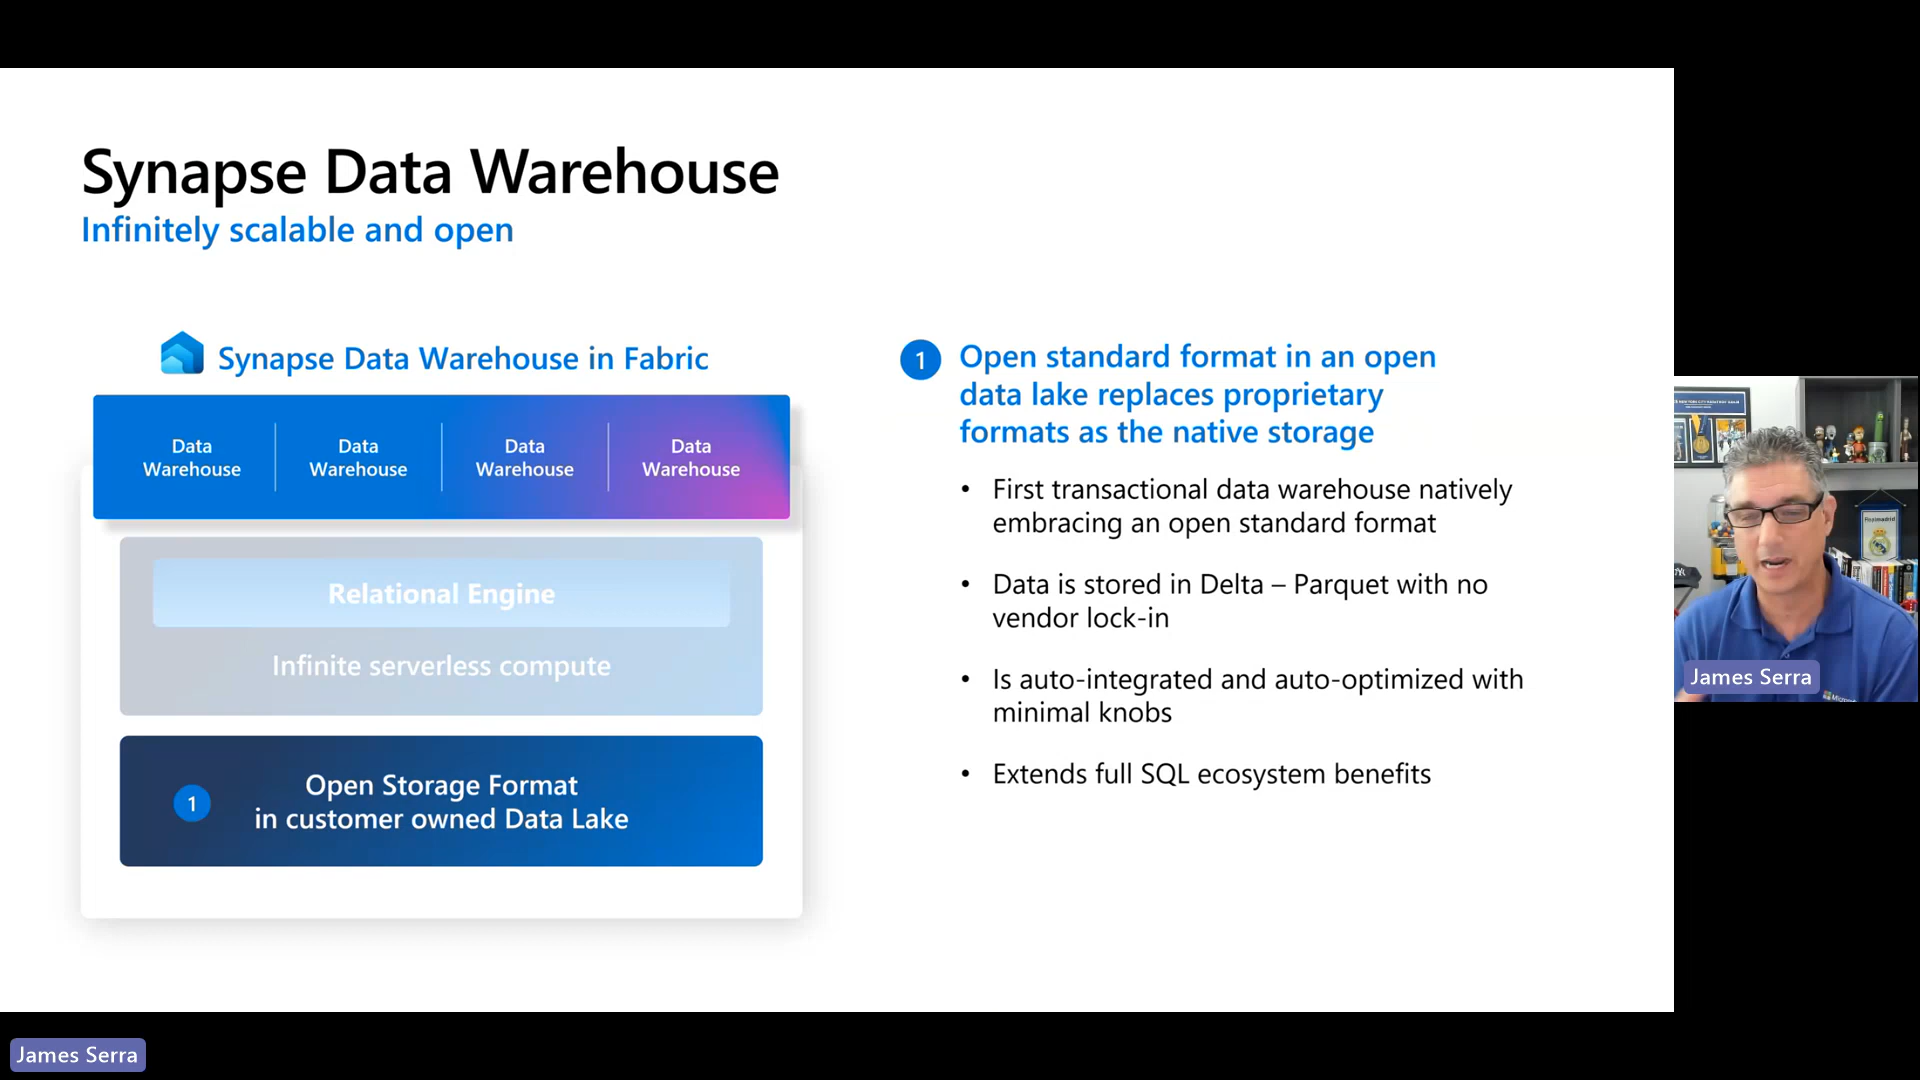 Synapse Data Warehouse
Infinitely scalable and open
Synapse Data Warehouse in Fabric
Data
Warehouse
Data
Warehouse
Data
Warehouse
Data
Warehouse
Relational Engine
Infinite serverless compute
1
Open Storage Format
in customer owned Data Lake
1
Open standard format in an open
data lake replaces proprietary
formats as the native storage
• First transactional data warehouse natively
embracing an open standard format
• Data is stored in Delta – Parquet with no
vendor lock-in
• Is auto-integrated and auto-optimized with
minimal knobs
• Extends full SQL ecosystem benefits
James Serra
James Serra